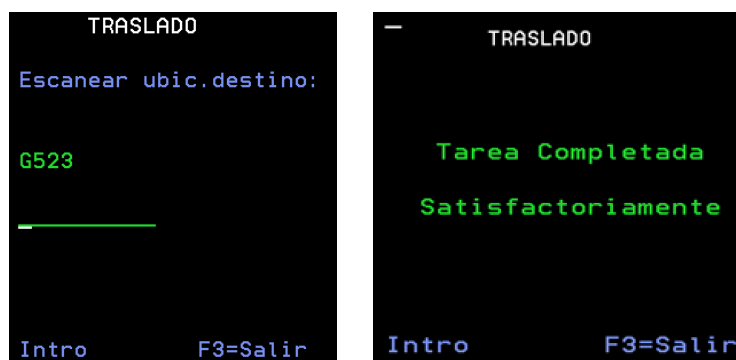 TRASLADO
Escanear ubic.destino:
G523
Intro F3=Salir
TRASLADO
Tarea Completada
Satisfactoriamente
Intro F3=Salir